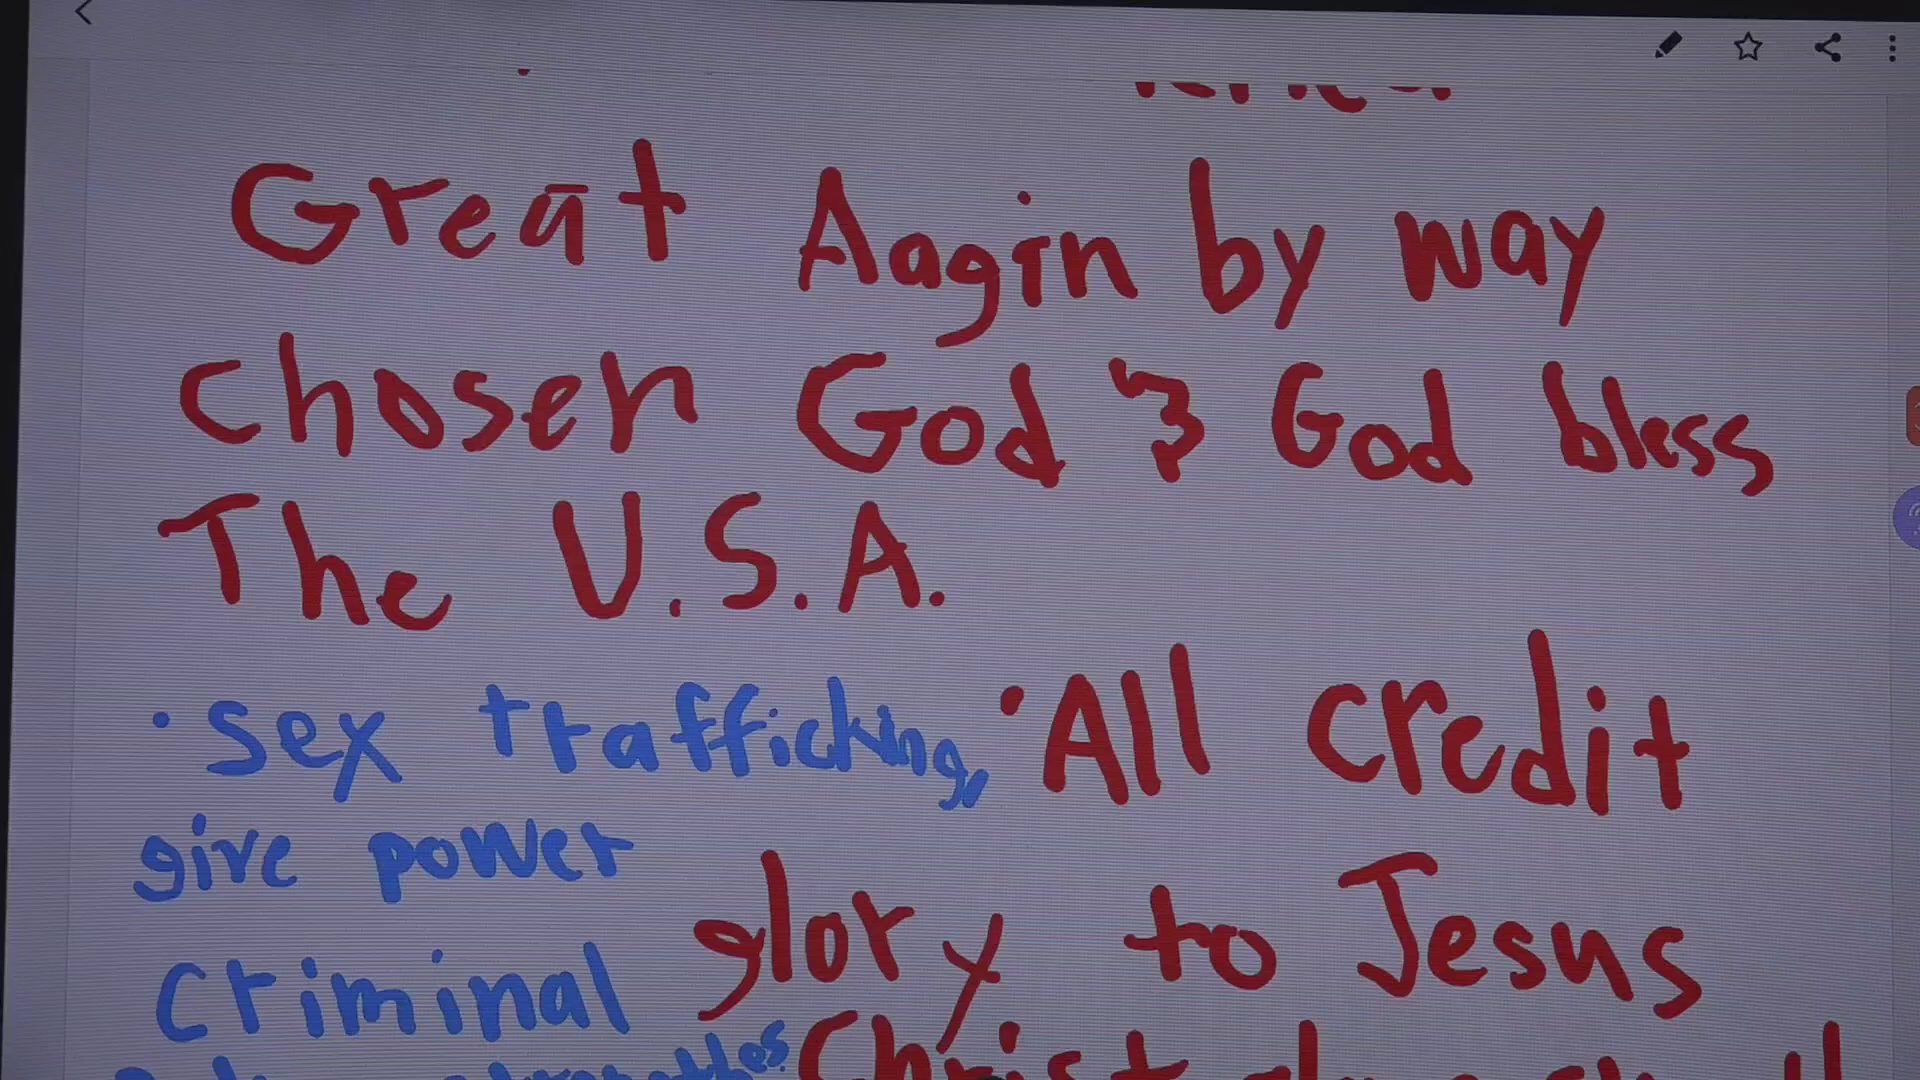 Great Aagin by way
chosen God & God bless
The U.S.A.
• Sex trafficking,
give power
criminal
• All credit
glory to Jesus
Christ